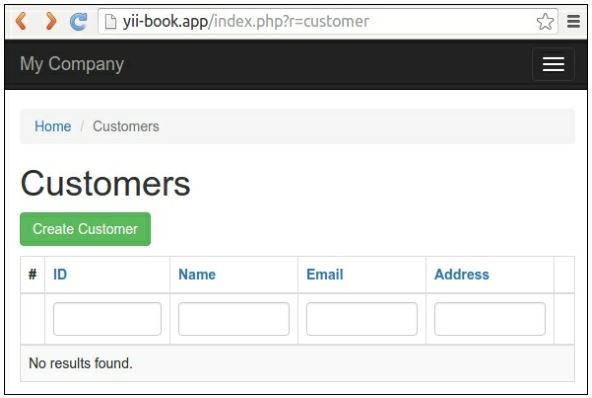 yii-book.app/index.php?r=customer
My Company
Home / Customers
Customers
Create Customer
# ID Name Email Address
No results found.